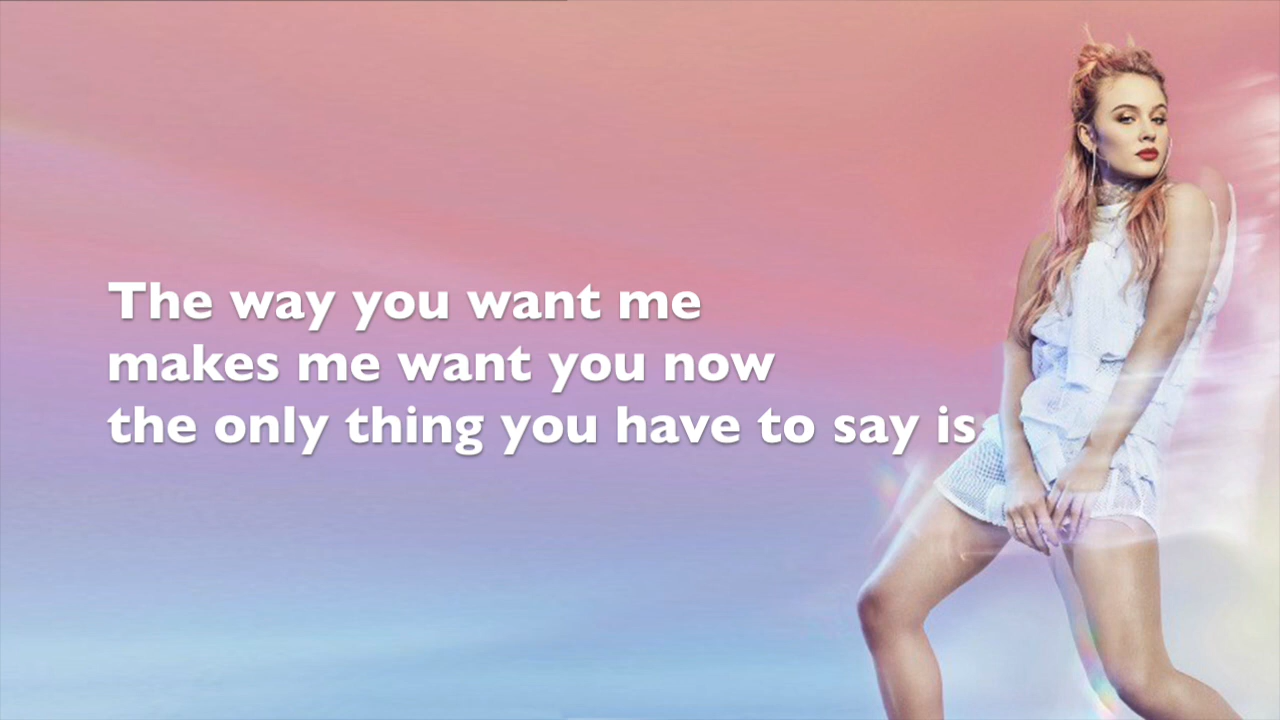 The way you want me
makes me want you now
the only thing you have to say is